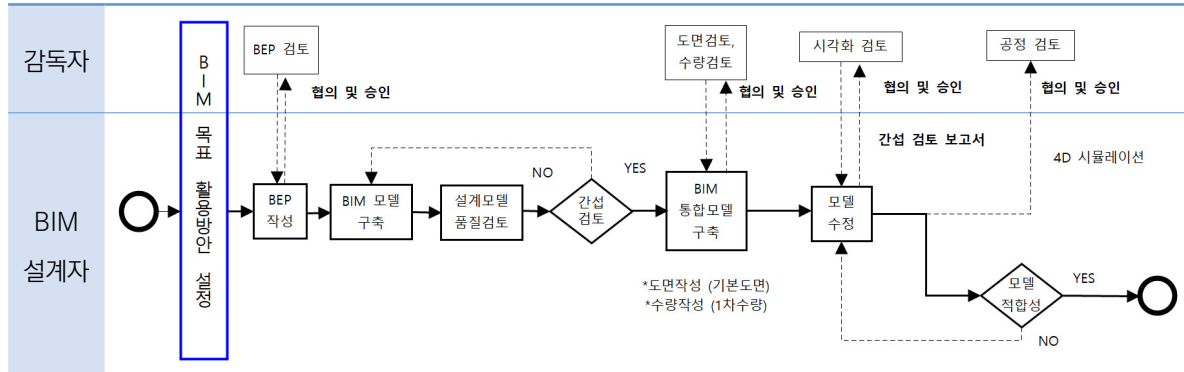 감독자
BIM 목표 활용방안 설정
BEP 검토
협의 및 승인
도면검토,
수량검토
협의 및 승인
시각화 검토
협의 및 승인
공정 검토
협의 및 승인
BIM
설계자
간섭 검토 보고서
4D 시뮬레이션
BEP
작성
BIM 모델
구축
설계모델
품질검토
NO
간섭
검토
YES
BIM
통합모델
구축
모델
수정
*도면작성 (기본도면)
*수량작성 (1차수량)
모델
적합성
YES
NO